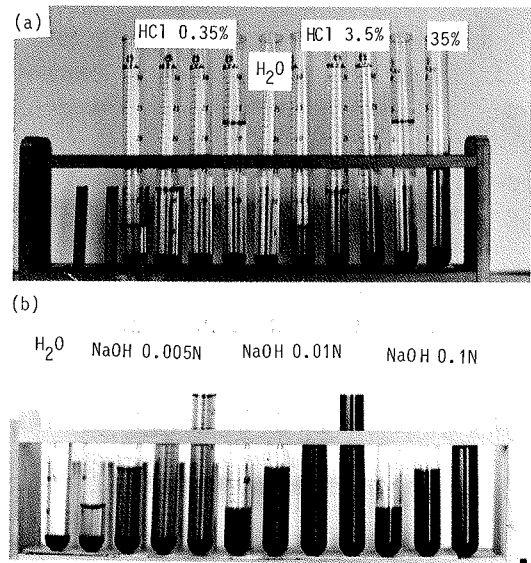 (a)
HCl 0.35%
H₂O
HCl 3.5%
35%
(b)
H₂O
NaOH 0.005N
NaOH 0.01N
NaOH 0.1N